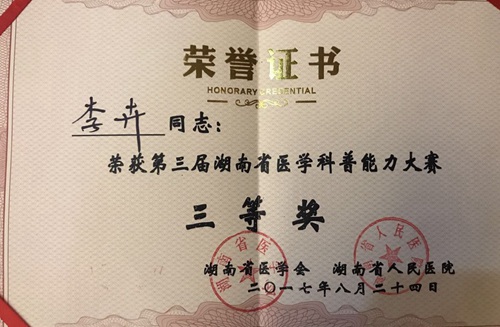 荣誉证书
HONORARY CREDENTIAL
李卉 同志：
荣获第三届湖南省医学科普能力大赛
三等奖
湖南省医学会 湖南省人民医院
二〇一七年八月二十四日